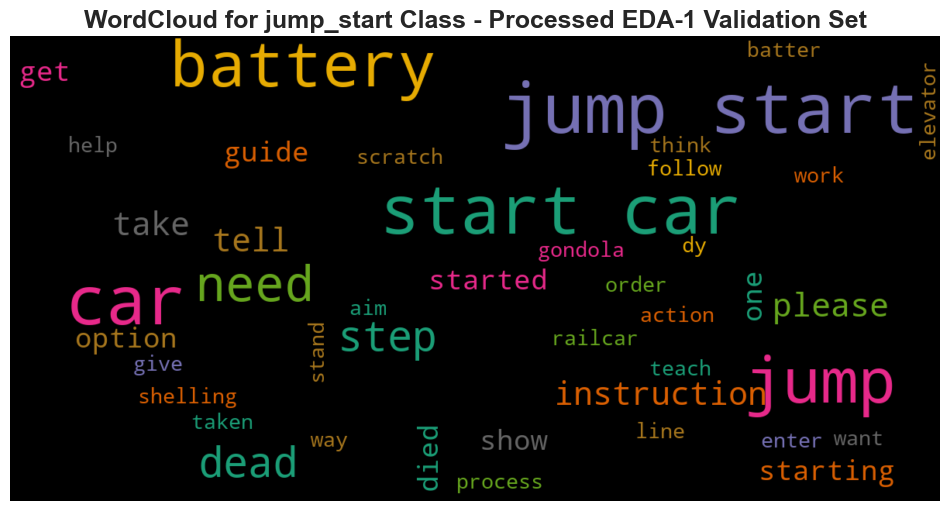 WordCloud for jump_start Class - Processed EDA-1 Validation Set
get
battery
batter
elevator
jump start
help
guide
scratch
think
follow
work
take
tell
start car
gondola
dy
car
need
started
order
one
please
option
aim
step
action
railcar
give
stand
teach
shelling
instruction
jump
taken
way
died
show
line
enter
want
dead
process
starting